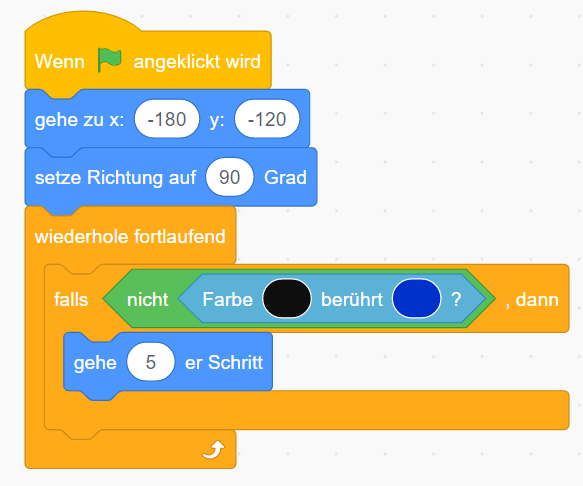 Wenn angeklickt wird
gehe zu x: -180 y: -120
setze Richtung auf 90 Grad
wiederhole fortlaufend
falls nicht Farbe berührt ? , dann
gehe 5 er Schritt